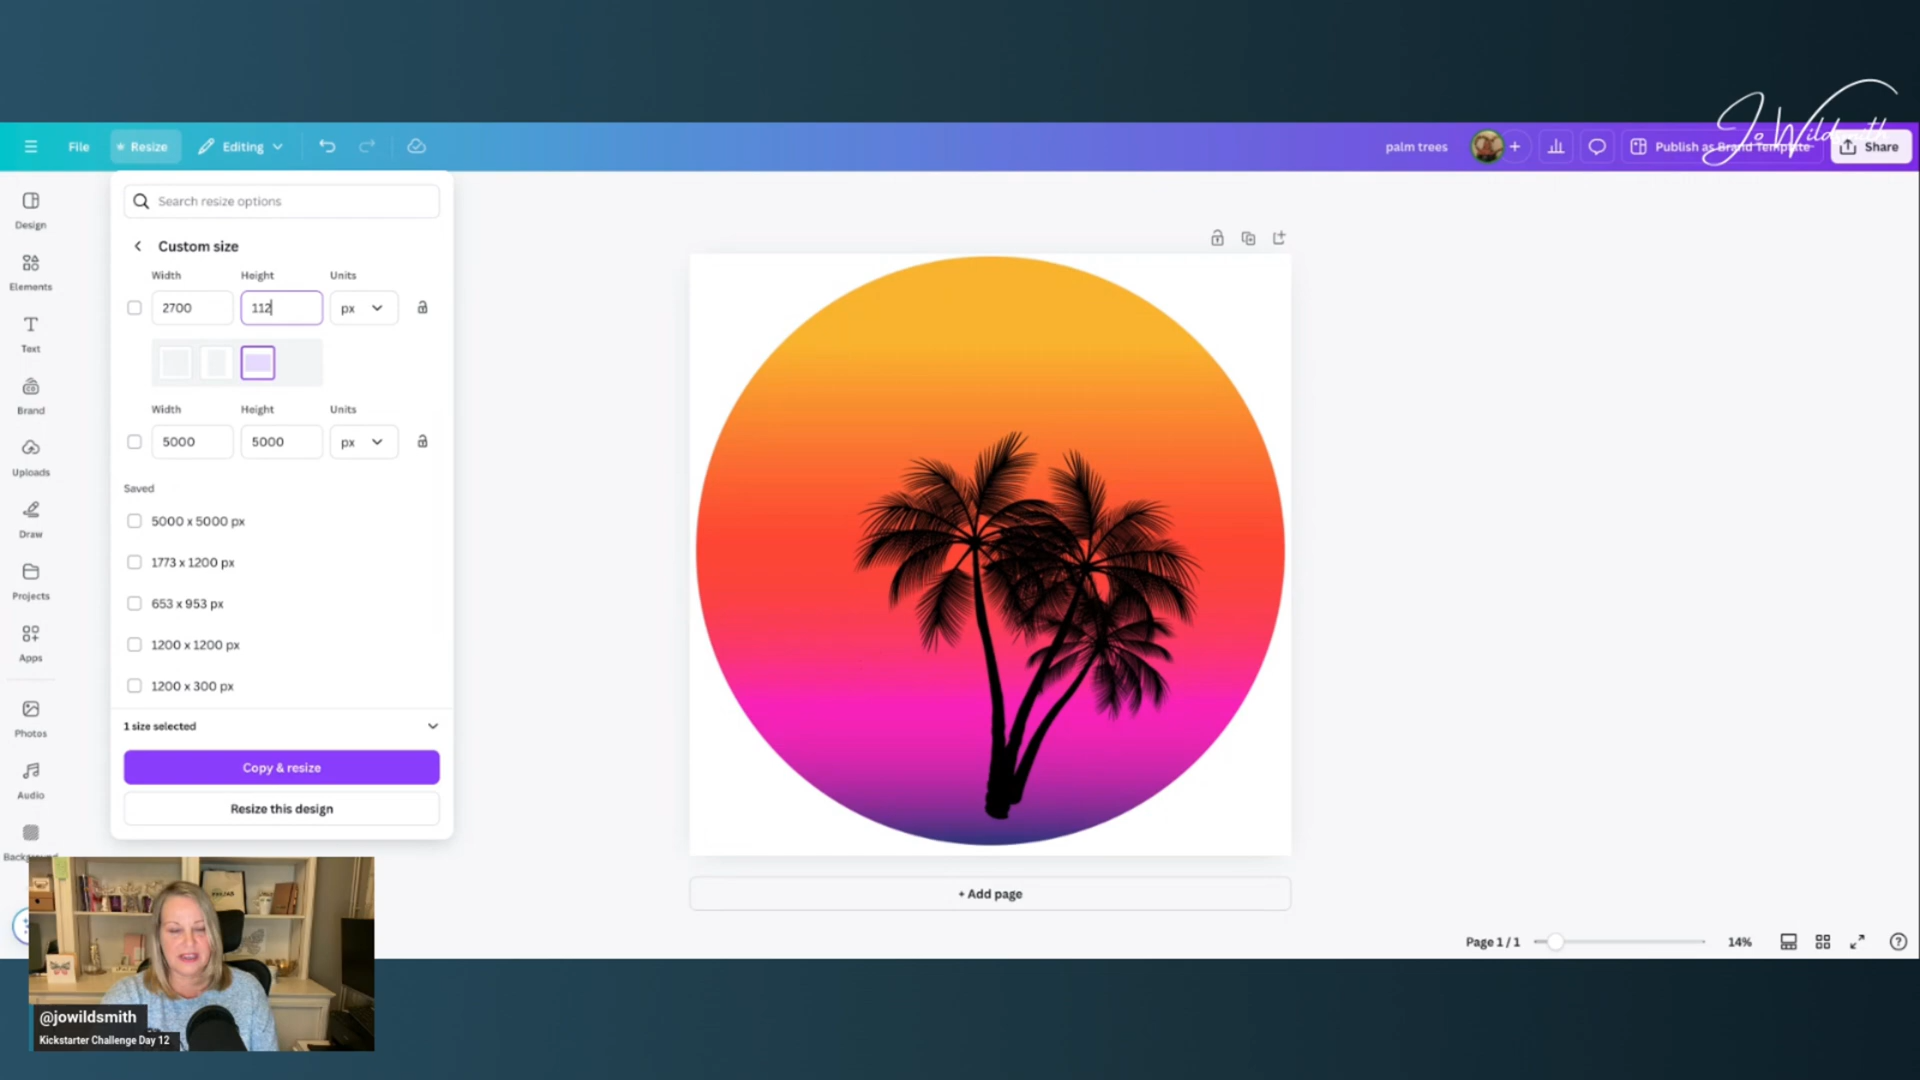 Jo Wildsmith
File
Resize
Editing
palm trees
Publish as Brand Template
Share
Search resize options
Custom size
Width
Height
Units
2700
112
px
Width
Height
Units
5000
5000
px
Saved
5000 x 5000 px
1773 x 1200 px
653 x 953 px
1200 x 1200 px
1200 x 300 px
1 size selected
Copy & resize
Resize this design
Design
Elements
Text
Brand
Uploads
Draw
Projects
Apps
Photos
Audio
Background
+ Add page
Page 1 / 1
14%
@jowildsmith
Kickstarter Challenge Day 12